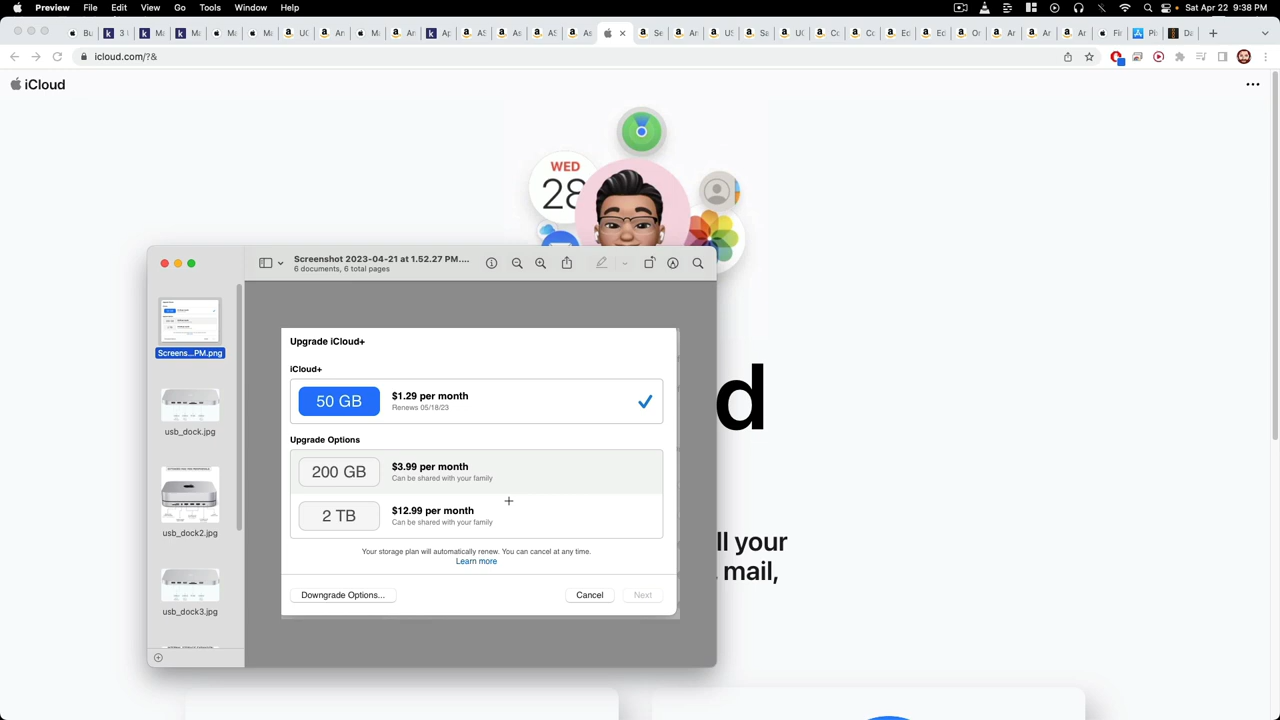 Preview File Edit View Go Tools Window Help Sat Apr 22 9:38 PM
icloud.com/?&
iCloud
WED
28
Screenshot 2023-04-21 at 1.52.27 PM....
6 documents, 6 total pages
Screens...PM.png
usb_dock.jpg
usb_dock2.jpg
usb_dock3.jpg
Upgrade iCloud+
iCloud+
50 GB
$1.29 per month
Renews 05/18/23
Upgrade Options
200 GB
$3.99 per month
Can be shared with your family
2 TB
$12.99 per month
Can be shared with your family
Your storage plan will automatically renew. You can cancel at any time.
Learn more
Downgrade Options... Cancel Next
d
ll your
mail,